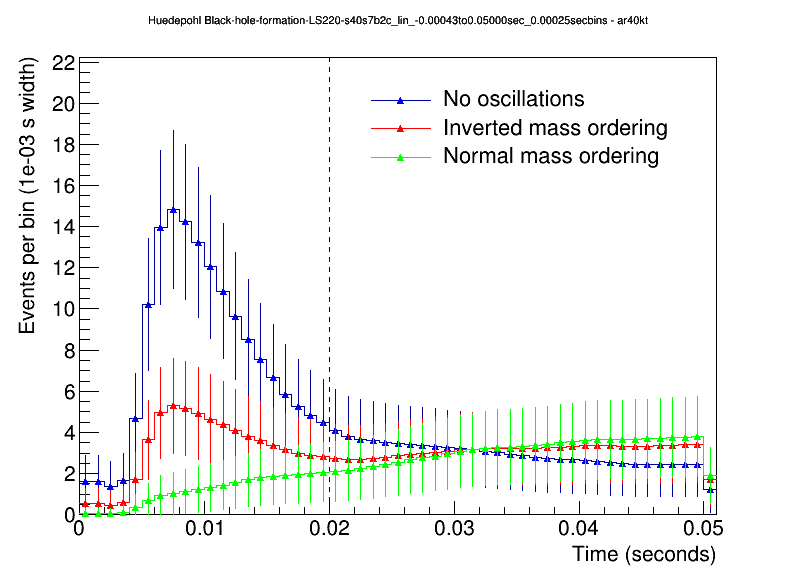 Huedepohl Black-hole-formation-LS220-s40s7b2c_lin_-0.00043to0.05000sec_0.00025secbins - ar40kt
Events per bin (1e-03 s width)
22
20
18
16
14
12
10
8
6
4
2
0
No oscillations
Inverted mass ordering
Normal mass ordering
0 0.01 0.02 0.03 0.04 0.05
Time (seconds)